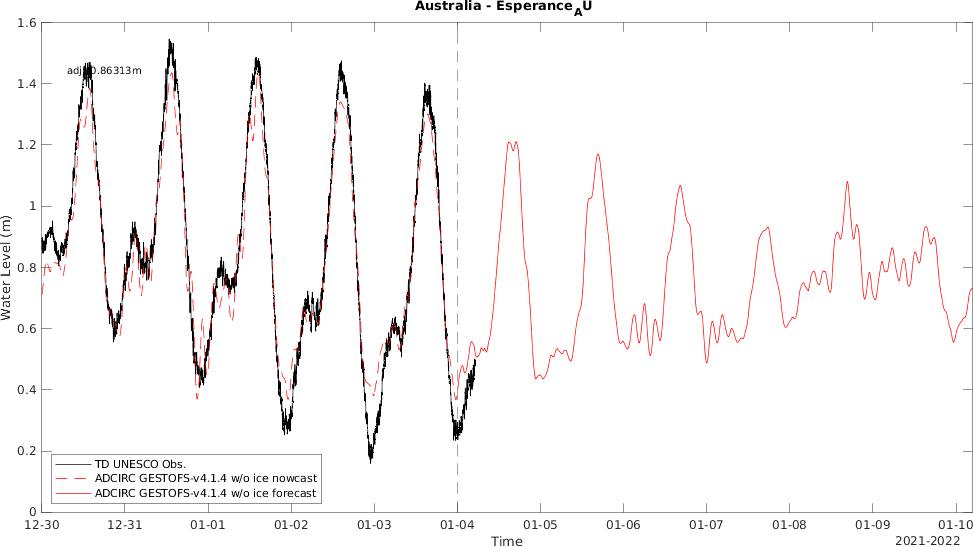 Australia - Esperance_AU
1.6
1.4
1.2
1
0.8
0.6
0.4
0.2
0
Water Level (m)
0.86313m
TD UNESCO Obs.
ADCIRC GESTOFS-v4.1.4 w/o ice nowcast
ADCIRC GESTOFS-v4.1.4 w/o ice forecast
12-30 12-31 01-01 01-02 01-03 01-04 01-05 01-06 01-07 01-08 01-09 01-10
Time
2021-2022